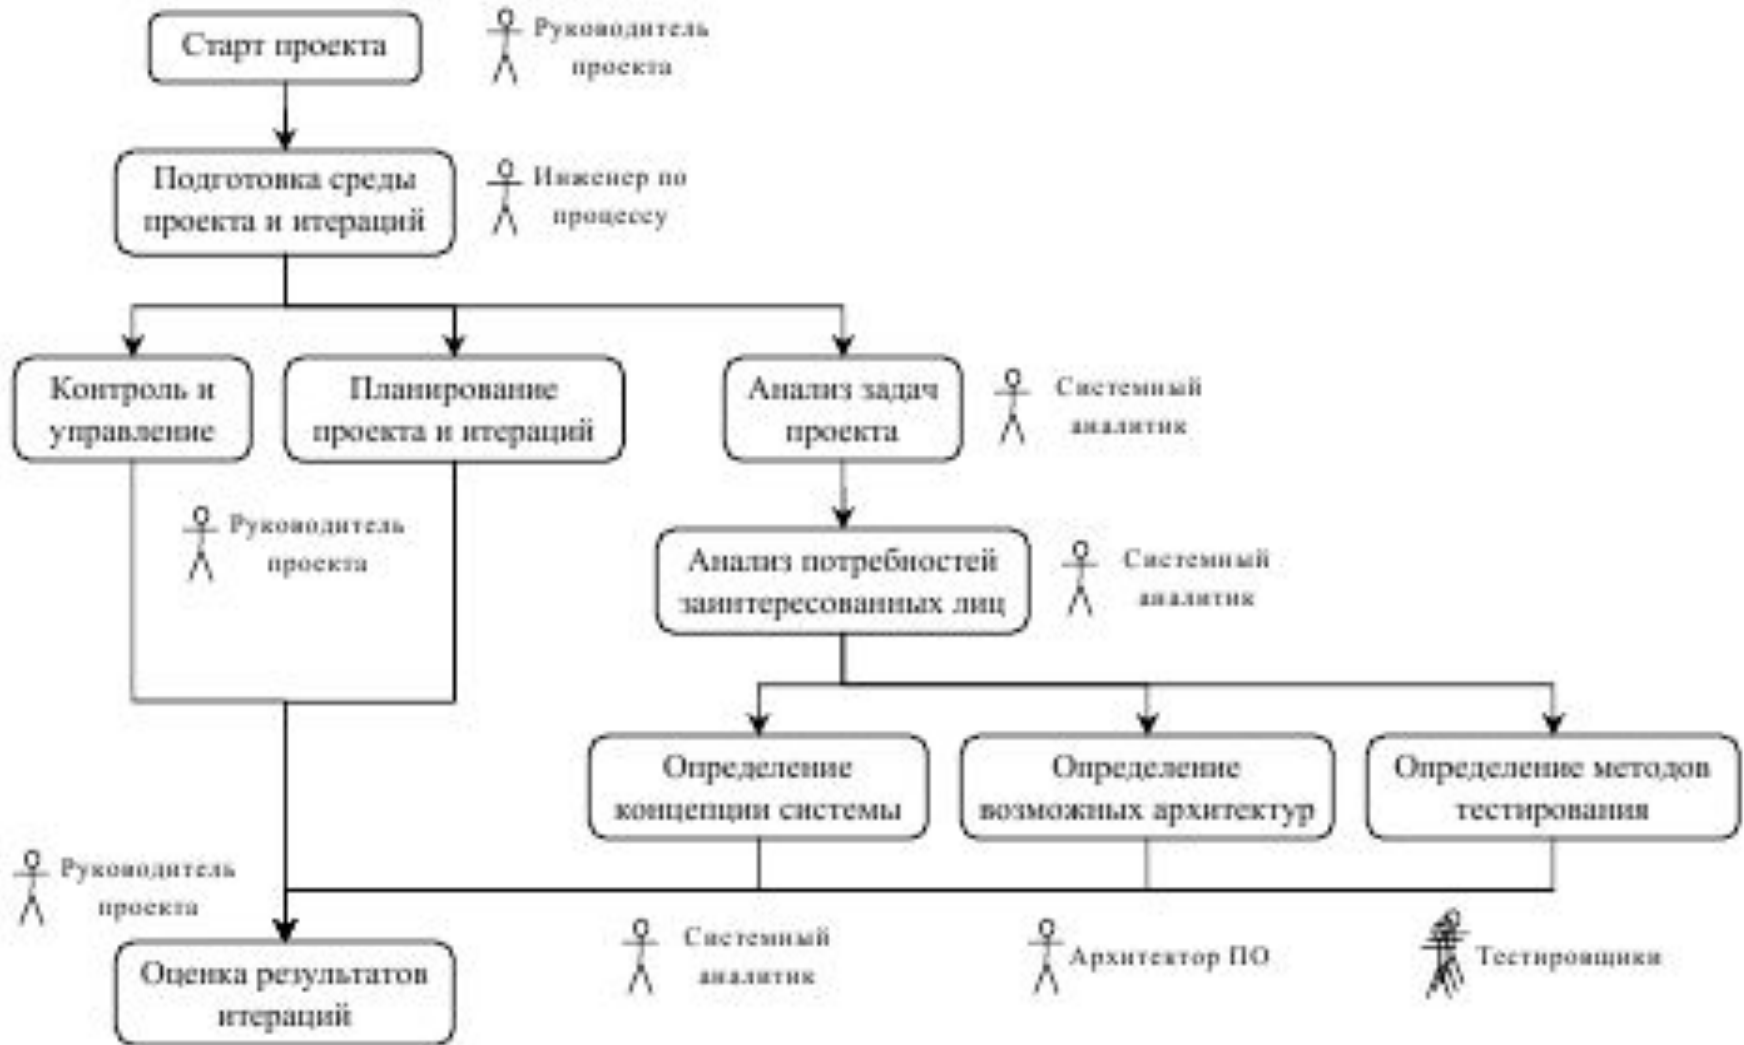 Старт проекта
Руководитель
проекта
Подготовка среды
проекта и итераций
Инженер по
процессу
Контроль и
управление
Планирование
проекта и итераций
Анализ задач
проекта
Системный
аналитик
Руководитель
проекта
Анализ потребностей
заинтересованных лиц
Системный
аналитик
Определение
концепции системы
Определение
возможных архитектур
Определение методов
тестирования
Руководитель
проекта
Системный
аналитик
Архитектор ПО
Тестировщики
Оценка результатов
итераций